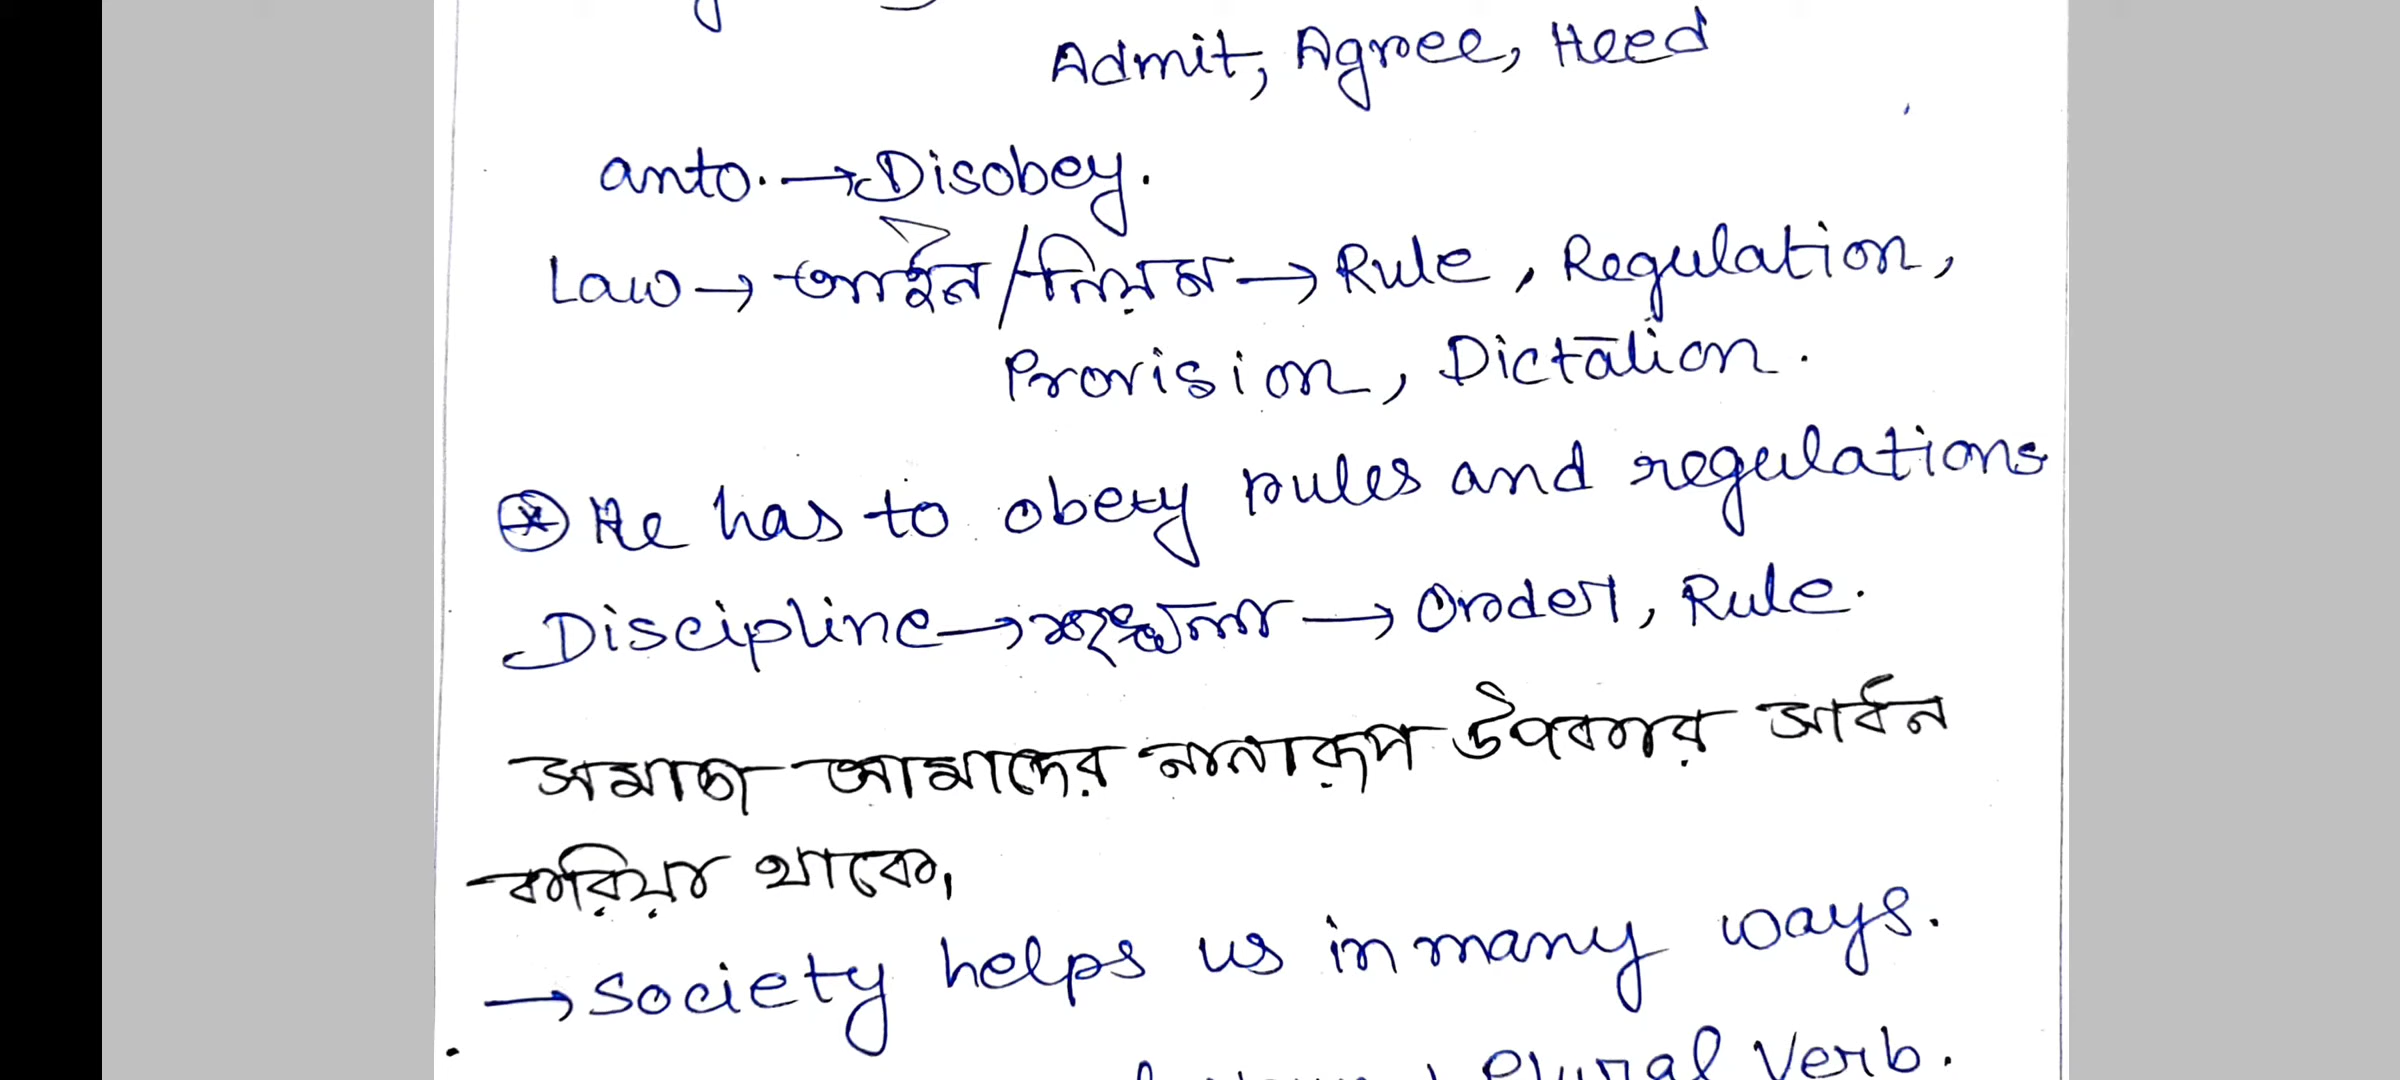 Admit, Agree, Heed
anto. → Disobey.
Law → আইন/নিয়ম → Rule, Regulation,
Provision, Dictation.
He has to obey rules and regulations
Discipline → শৃঙ্খলা → Order, Rule.
সমাজ আমাদের নানারূপ উপকার সাধন
করিয়া থাকে,
→ Society helps us in many ways.
Plural Verb.